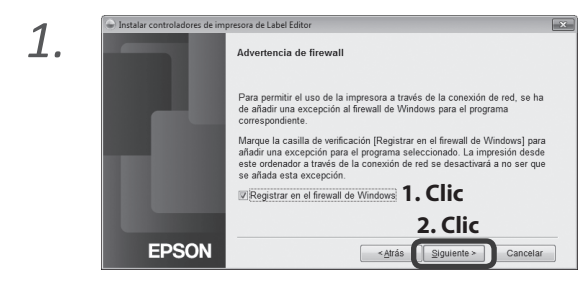 1.
Instalar controladores de impresora de Label Editor
Advertencia de firewall
Para permitir el uso de la impresora a través de la conexión de red, se ha
de añadir una excepción al firewall de Windows para el programa
correspondiente.
Marque la casilla de verificación [Registrar en el firewall de Windows] para
añadir una excepción para el programa seleccionado. La impresión desde
este ordenador a través de la conexión de red se desactivará a no ser que
se añada esta excepción.
Registrar en el firewall de Windows 1. Clic
2. Clic
EPSON
<Atrás Siguiente > Cancelar